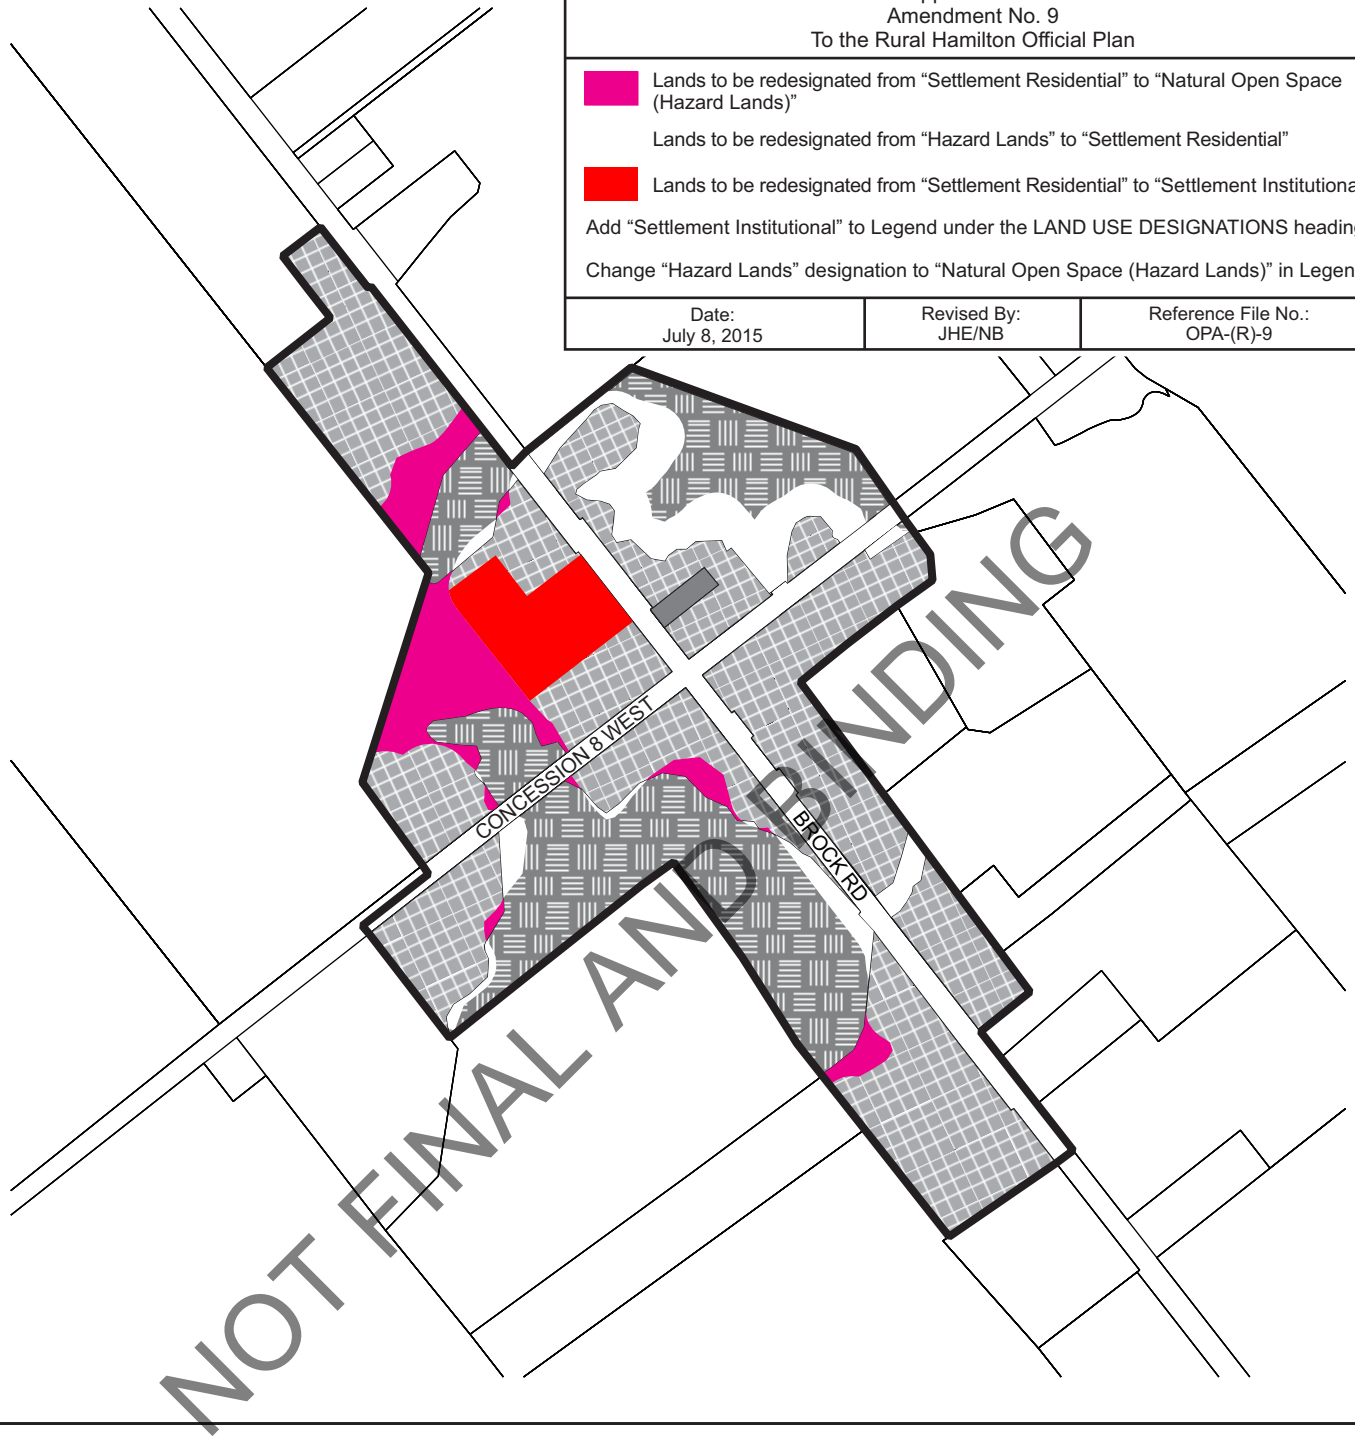 Amendment No. 9
To the Rural Hamilton Official Plan
Lands to be redesignated from “Settlement Residential” to “Natural Open Space
(Hazard Lands)”
Lands to be redesignated from “Hazard Lands” to “Settlement Residential”
Lands to be redesignated from “Settlement Residential” to “Settlement Institutiona
Add “Settlement Institutional” to Legend under the LAND USE DESIGNATIONS heading
Change “Hazard Lands” designation to “Natural Open Space (Hazard Lands)” in Legen
Date:
July 8, 2015
Revised By:
JHE/NB
Reference File No.:
OPA-(R)-9
CONCESSION 8 WEST
BROCK RD
NOT FINAL AND BINDING